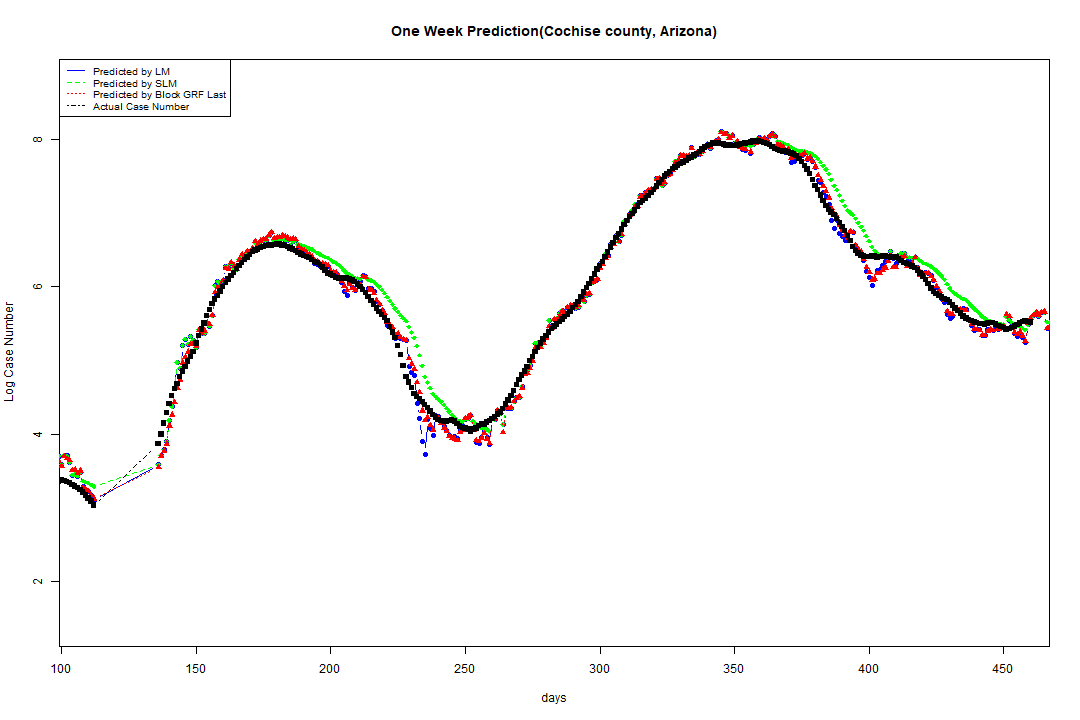 One Week Prediction(Cochise county, Arizona)
Predicted by LM
Predicted by SLM
Predicted by Block GRF Last
Actual Case Number
8
6
4
2
Log Case Number
100 150 200 250 300 350 400 450
days